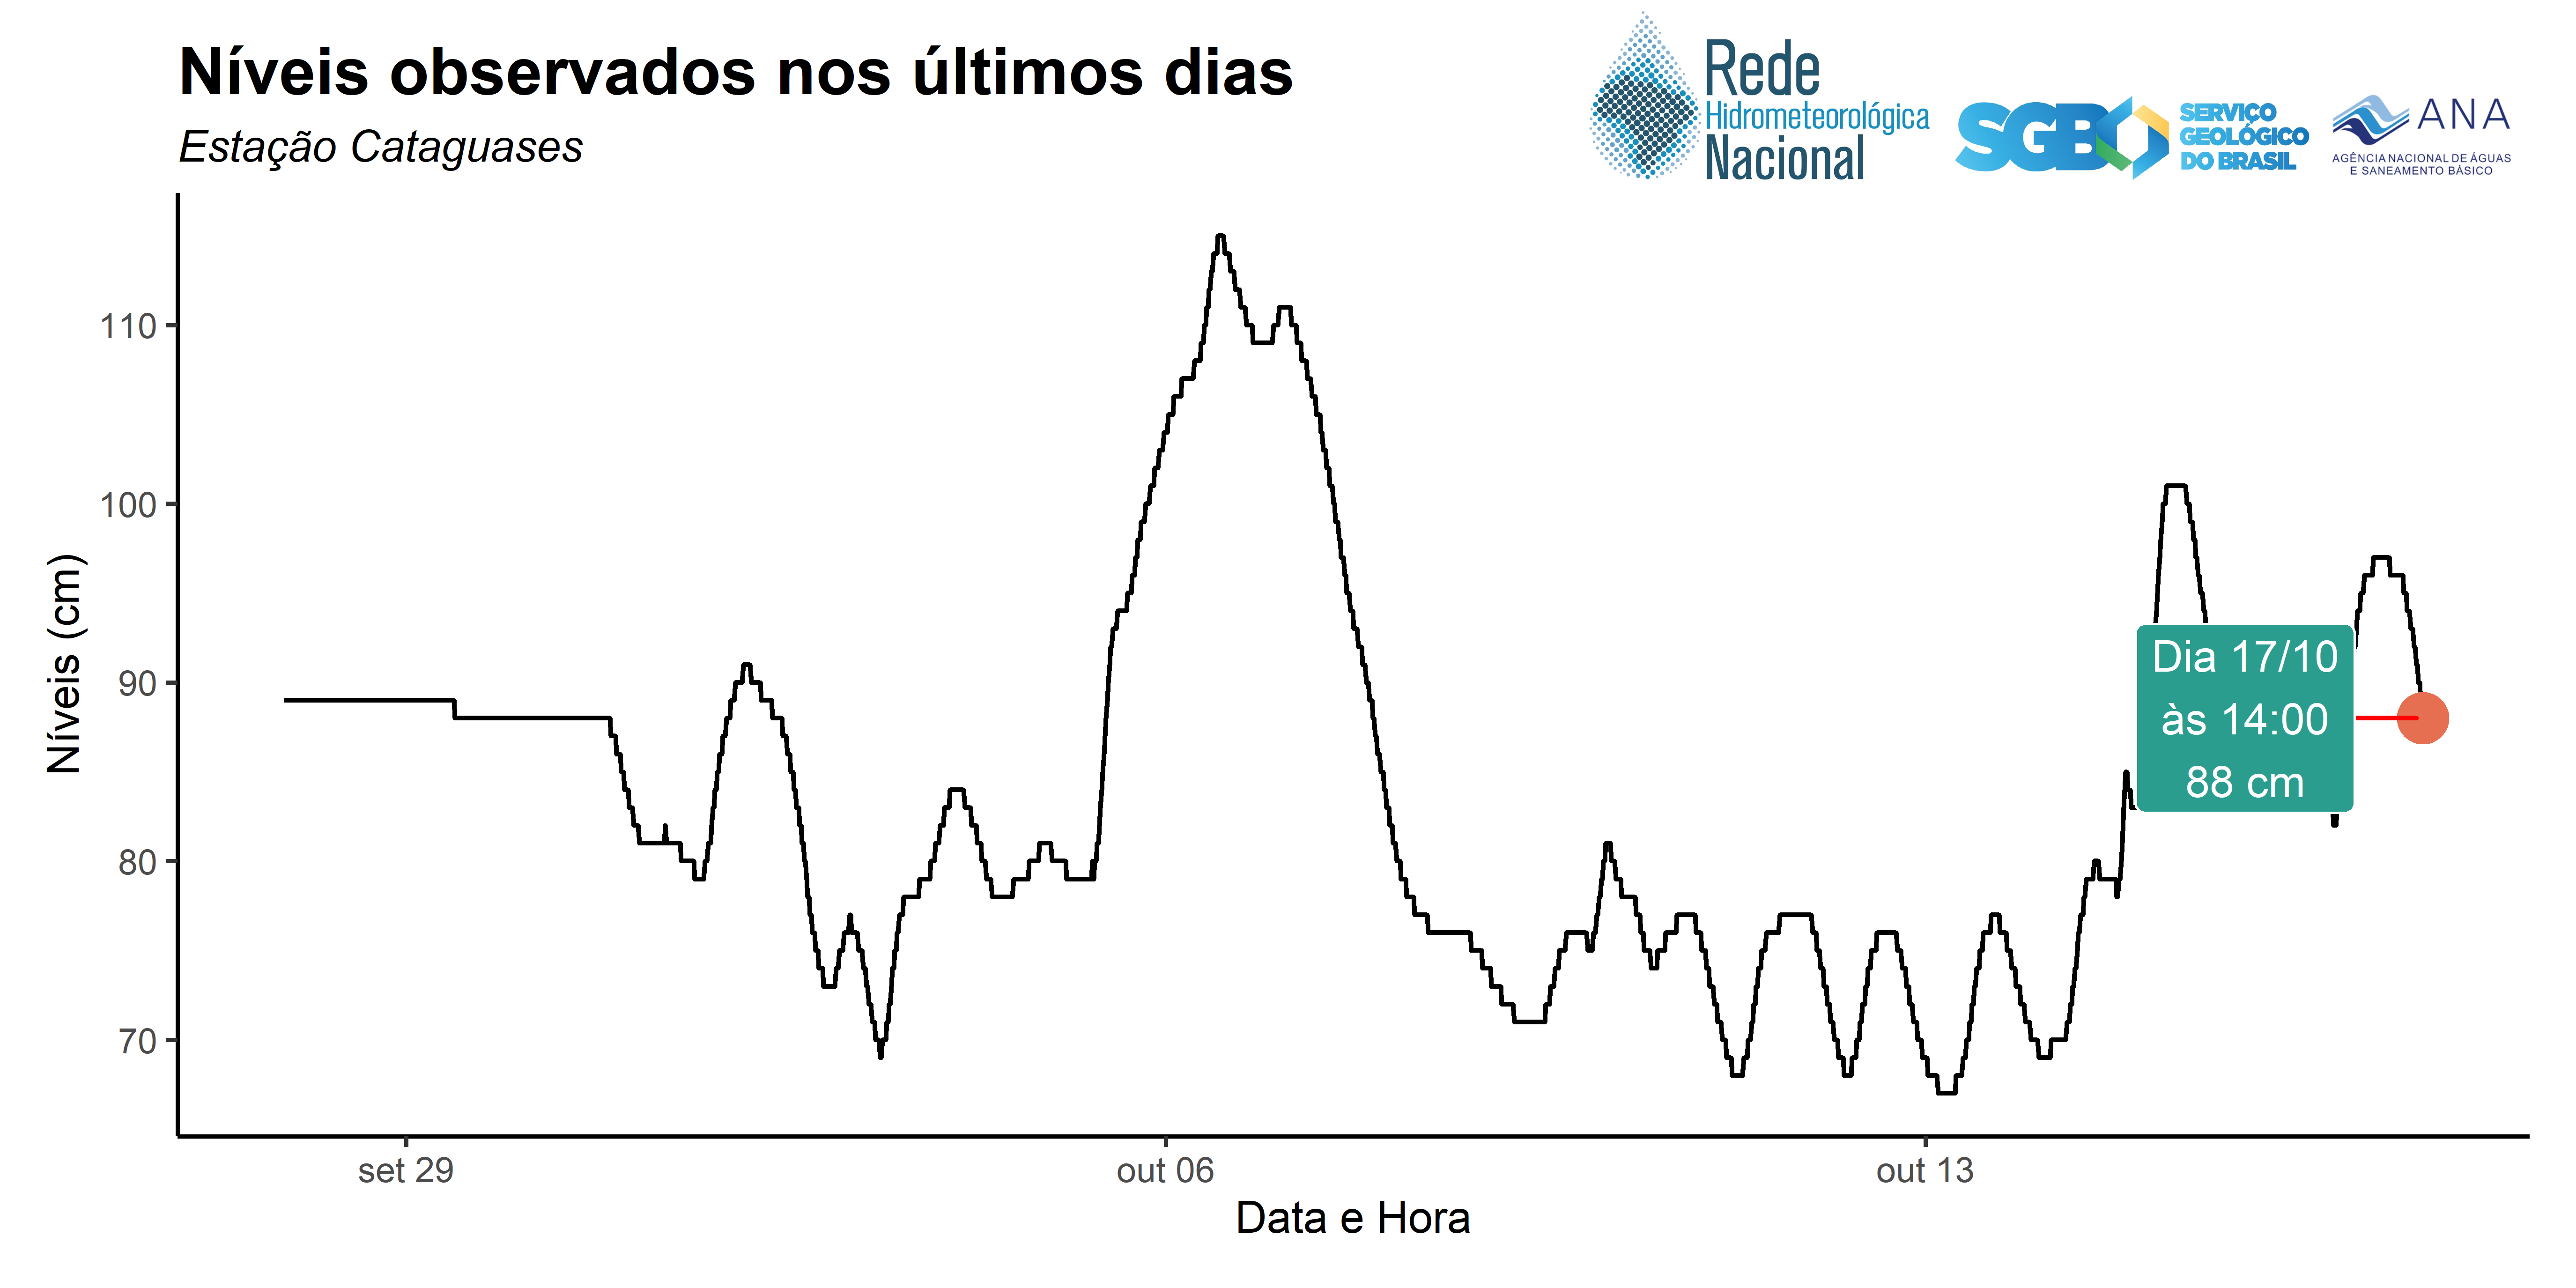 Níveis observados nos últimos dias
Estação Cataguases
Rede
Hidrometeorológica
Nacional
SGB
SERVIÇO
GEOLÓGICO
DO BRASIL
ANA
AGÊNCIA NACIONAL DE ÁGUAS
E SANEAMENTO BÁSICO
Níveis (cm)
110
100
90
80
70
Dia 17/10
às 14:00
88 cm
set 29
out 06
out 13
Data e Hora